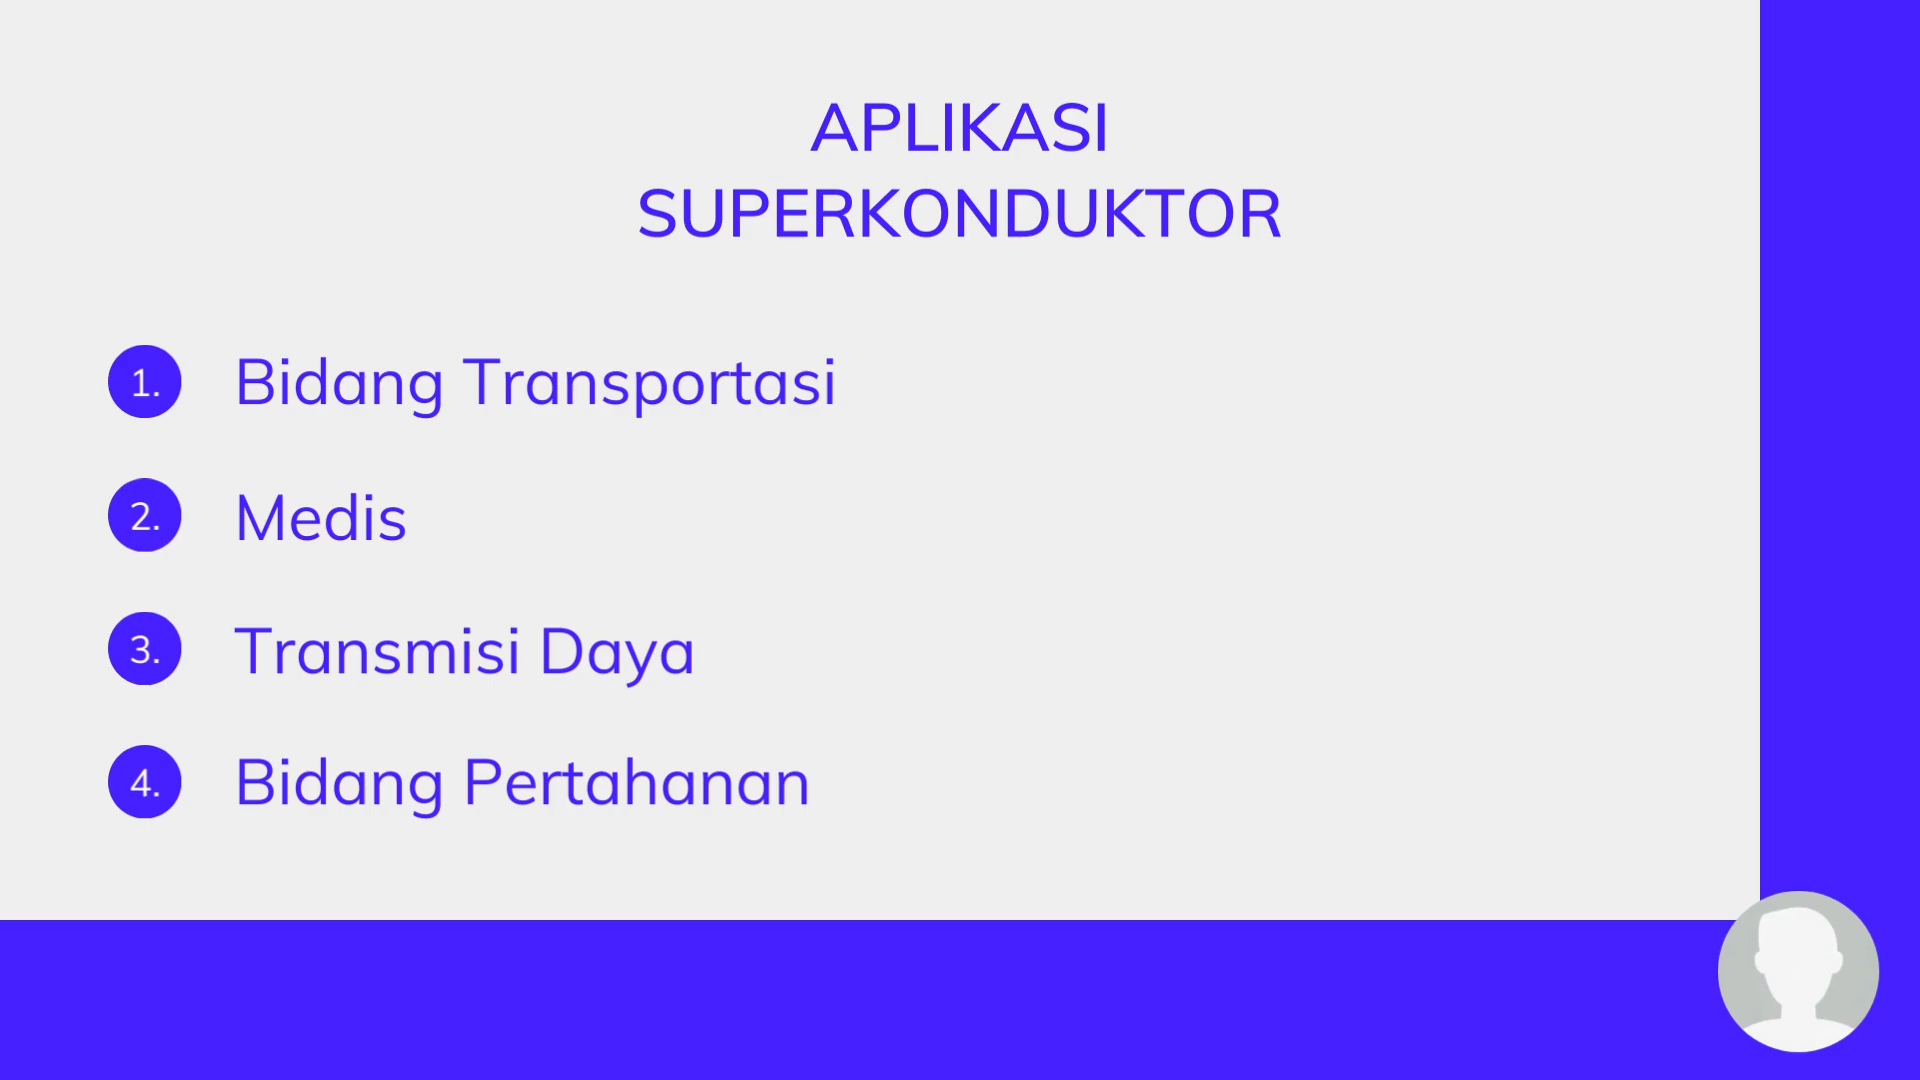 APLIKASI
SUPERKONDUKTOR
1. Bidang Transportasi
2. Medis
3. Transmisi Daya
4. Bidang Pertahanan